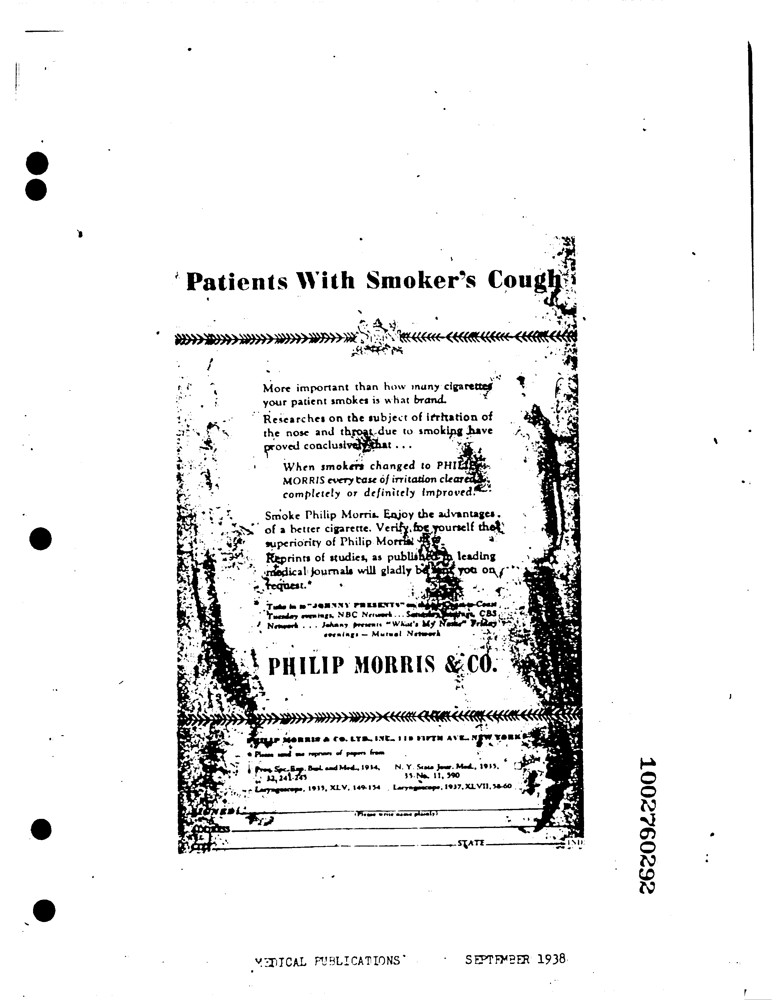 Patients With Smoker's Cough
More important than how many cigarettes
your patient smokes is what brand.
Researches on the subject of irritation of
the nose and throat due to smoking have
proved conclusively that ...
When smokers changed to PHILIP
MORRIS every case of irritation cleared
completely or definitely improved.
Smoke Philip Morris. Enjoy the advantages
of a better cigarette. Verify for yourself the
superiority of Philip Morris
Reprints of studies, as published in leading
medical journals will gladly be sent you on
request.*
Tune in to "JOHNNY PRESENTS" on the Coast-to-Coast
Tuesday evenings, NBC Network ... Saturday evenings, CBS
Network ... Johnny presents "What's My Name" Friday
evenings — Mutual Network
PHILIP MORRIS & CO.
PHILIP MORRIS & CO. LTD., INC., 119 FIFTH AVE., NEW YORK
* Please send me reprints of papers from
Proc. Soc. Exp. Biol. and Med., 1934, N. Y. State Jour. Med., 1935,
32, 241-245 35-No. 11, 590
Laryngoscope, 1935, XLV, 149-154 Laryngoscope, 1937, XLVII, 58-60
SIGNED:
(Please write name plainly)
ADDRESS
CITY STATE IND
1002760292
MEDICAL PUBLICATIONS SEPTEMBER 1938